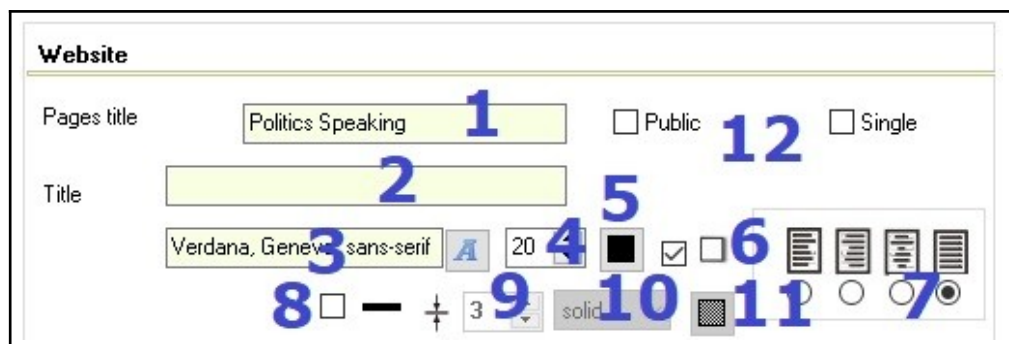 Website
Pages title Politics Speaking 1 Public 12 Single
Title 2 5
Verdana, Geneva, sans-serif 3 A 20 4 6
8 3 9 solid 10 11 7